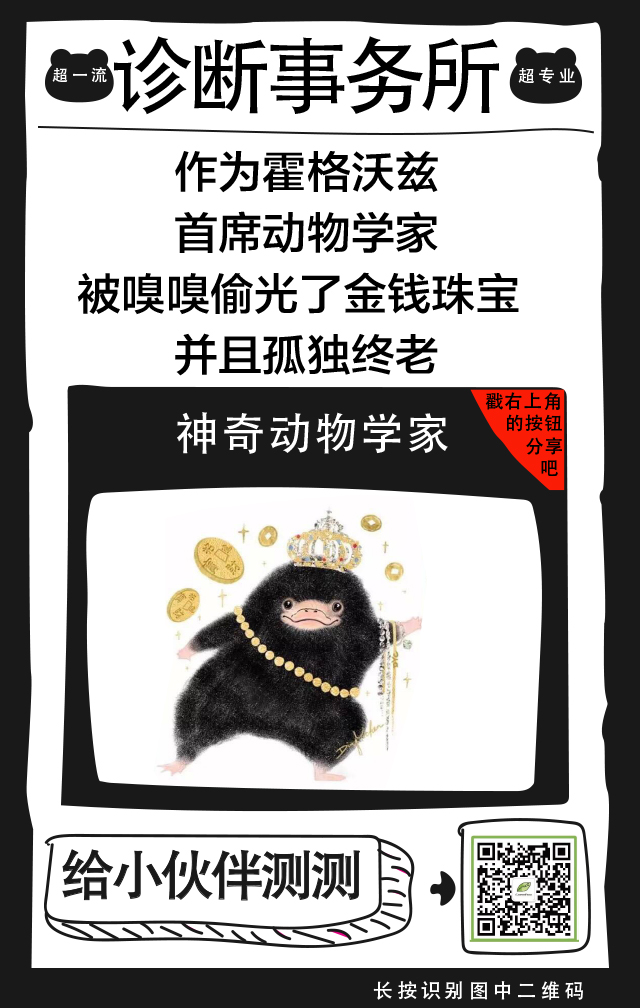 超一流
诊断事务所
超专业
作为霍格沃兹
首席动物学家
被嗅嗅偷光了金钱珠宝
并且孤独终老
神奇动物学家
戳右上角
的按钮
分享
吧
给小伙伴测测
长按识别图中二维码